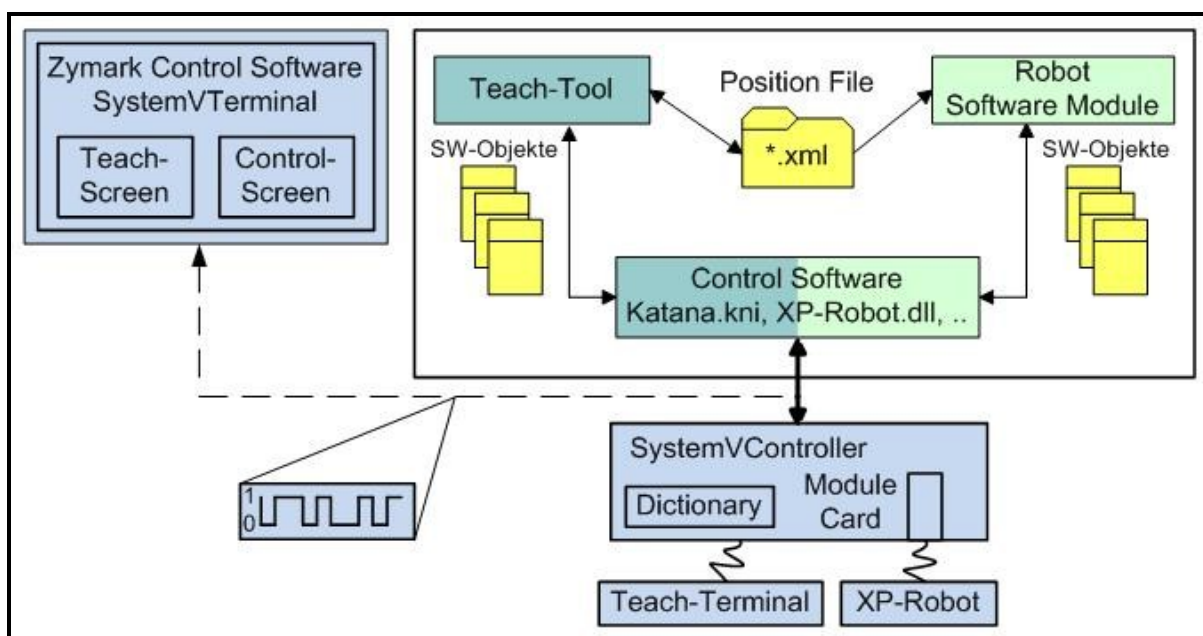 Zymark Control Software
SystemVTerminal
Teach-
Screen
Control-
Screen
Teach-Tool
Position File
*.xml
Robot
Software Module
SW-Objekte
SW-Objekte
Control Software
Katana.kni, XP-Robot.dll, ..
1
0
SystemVController
Dictionary
Module
Card
Teach-Terminal
XP-Robot